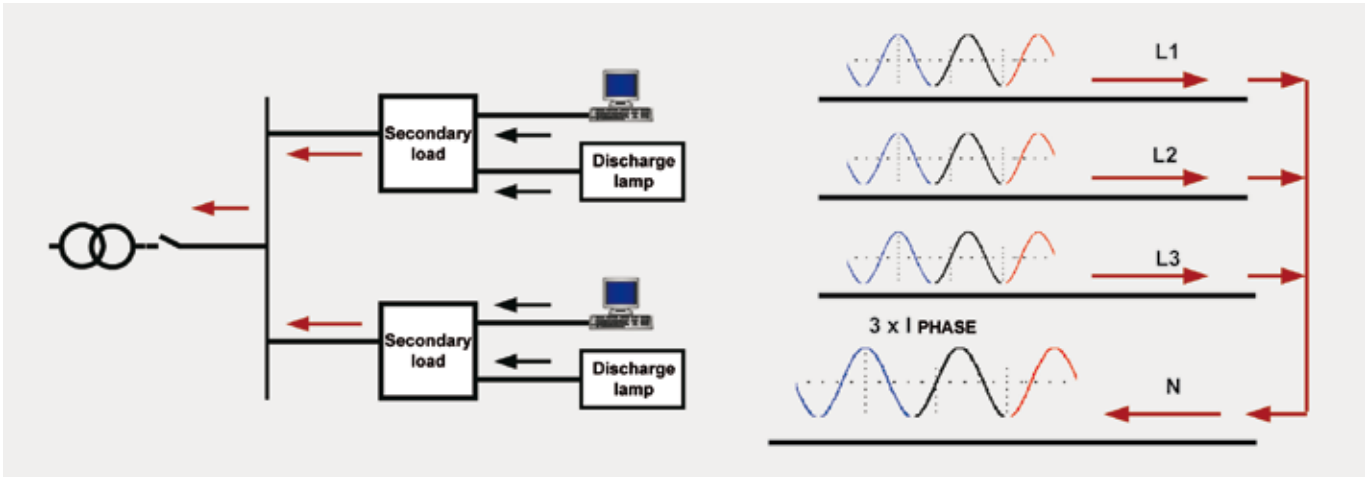 Secondary
load
Discharge
lamp
Secondary
load
Discharge
lamp
L1
L2
L3
3 x I PHASE
N